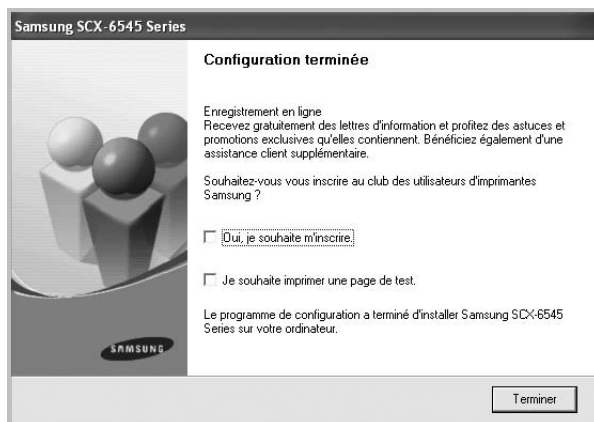 Samsung SCX-6545 Series
Configuration terminée
Enregistrement en ligne
Recevez gratuitement des lettres d'information et profitez des astuces et
promotions exclusives qu'elles contiennent. Bénéficiez également d'une
assistance client supplémentaire.
Souhaitez-vous vous inscrire au club des utilisateurs d'imprimantes
Samsung ?
Oui, je souhaite m'inscrire.
Je souhaite imprimer une page de test.
Le programme de configuration a terminé d'installer Samsung SCX-6545
Series sur votre ordinateur.
SAMSUNG
Terminer